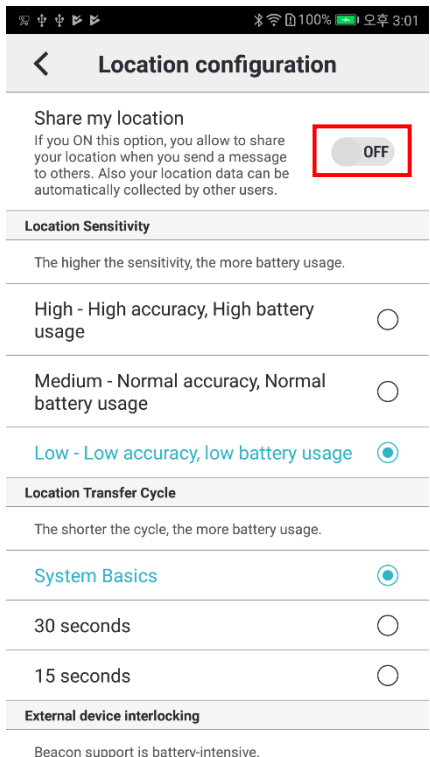 100% 오후 3:01
Location configuration
Share my location
If you ON this option, you allow to share
your location when you send a message
to others. Also your location data can be
automatically collected by other users.
OFF
Location Sensitivity
The higher the sensitivity, the more battery usage.
High - High accuracy, High battery
usage
Medium - Normal accuracy, Normal
battery usage
Low - Low accuracy, low battery usage
Location Transfer Cycle
The shorter the cycle, the more battery usage.
System Basics
30 seconds
15 seconds
External device interlocking
Beacon support is battery-intensive.